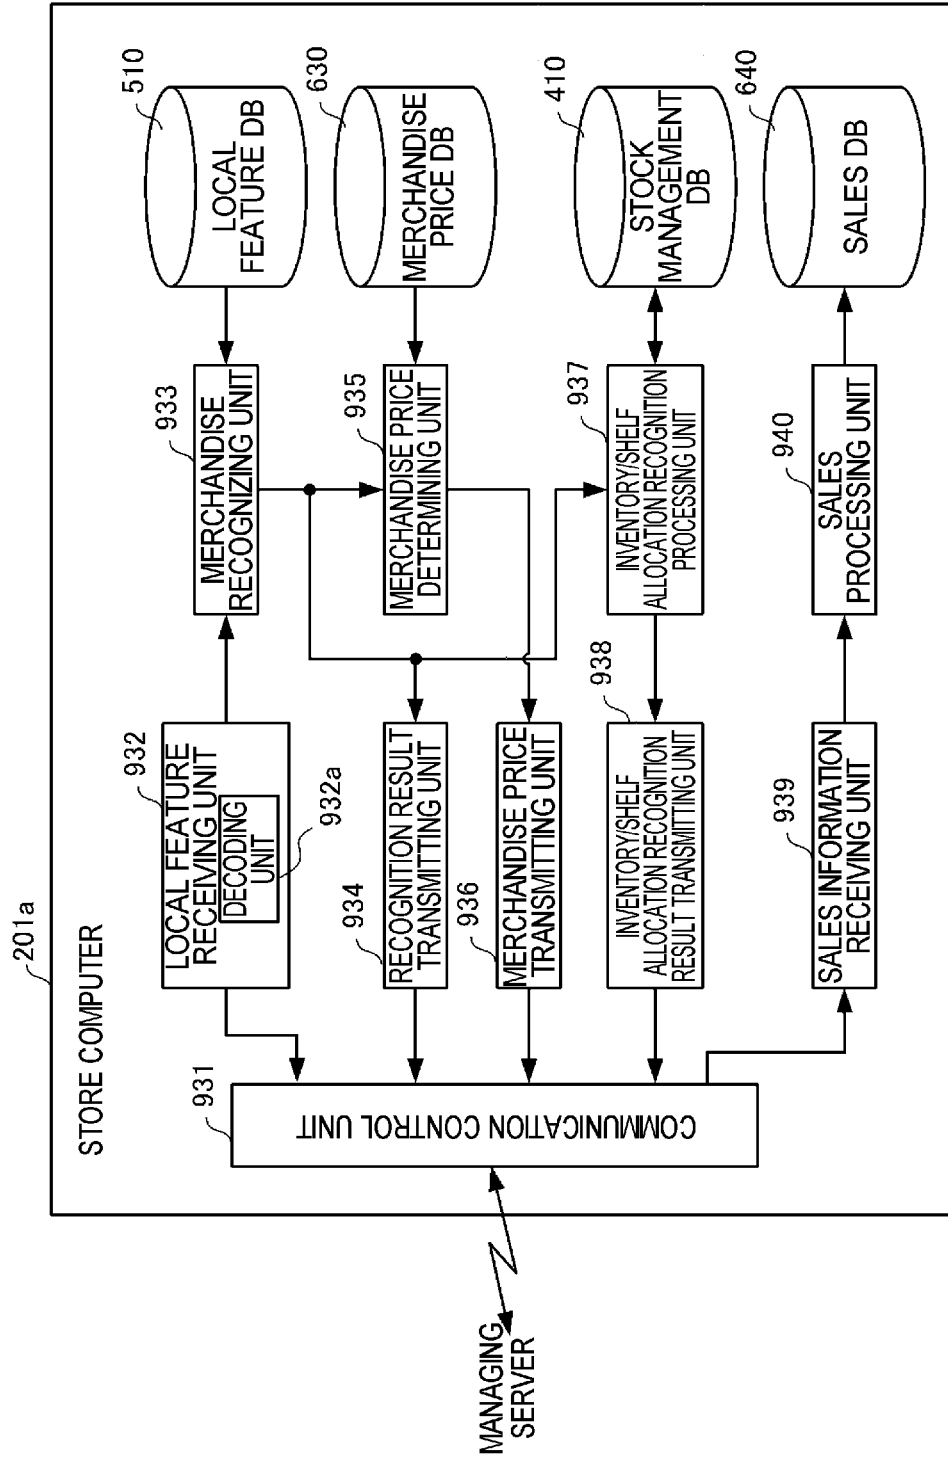 201a
STORE COMPUTER
MANAGING
SERVER
931
COMMUNICATION CONTROL
UNIT
932
LOCAL FEATURE
RECEIVING UNIT
DECODING
UNIT
932a
933
MERCHANDISE
RECOGNIZING UNIT
510
LOCAL
FEATURE DB
934
RECOGNITION RESULT
TRANSMITTING UNIT
935
MERCHANDISE PRICE
DETERMINING UNIT
630
MERCHANDISE
PRICE DB
936
MERCHANDISE PRICE
TRANSMITTING UNIT
938
INVENTORY/SHELF
ALLOCATION RECOGNITION
RESULT TRANSMITTING UNIT
937
INVENTORY/SHELF
ALLOCATION RECOGNITION
PROCESSING UNIT
410
STOCK
MANAGEMENT
DB
939
SALES INFORMATION
RECEIVING UNIT
940
SALES
PROCESSING UNIT
640
SALES DB